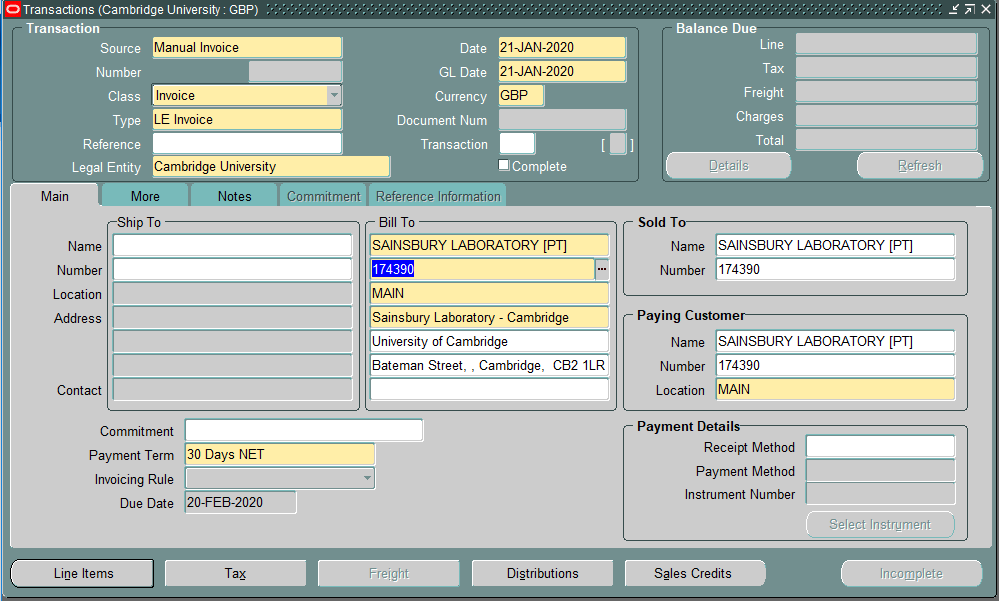 Transactions (Cambridge University : GBP)
Transaction
Source Manual Invoice
Number
Class Invoice
Type LE Invoice
Reference
Legal Entity Cambridge University
Date 21-JAN-2020
GL Date 21-JAN-2020
Currency GBP
Document Num
Transaction [ ]
Complete
Balance Due
Line
Tax
Freight
Charges
Total
Details Refresh
Main More Notes Commitment Reference Information
Ship To
Name
Number
Location
Address
Contact
Bill To
SAINSBURY LABORATORY [PT]
174390
MAIN
Sainsbury Laboratory - Cambridge
University of Cambridge
Bateman Street, , Cambridge, CB2 1LR
Sold To
Name SAINSBURY LABORATORY [PT]
Number 174390
Paying Customer
Name SAINSBURY LABORATORY [PT]
Number 174390
Location MAIN
Commitment
Payment Term 30 Days NET
Invoicing Rule
Due Date 20-FEB-2020
Payment Details
Receipt Method
Payment Method
Instrument Number
Select Instrument
Line Items Tax Freight Distributions Sales Credits Incomplete